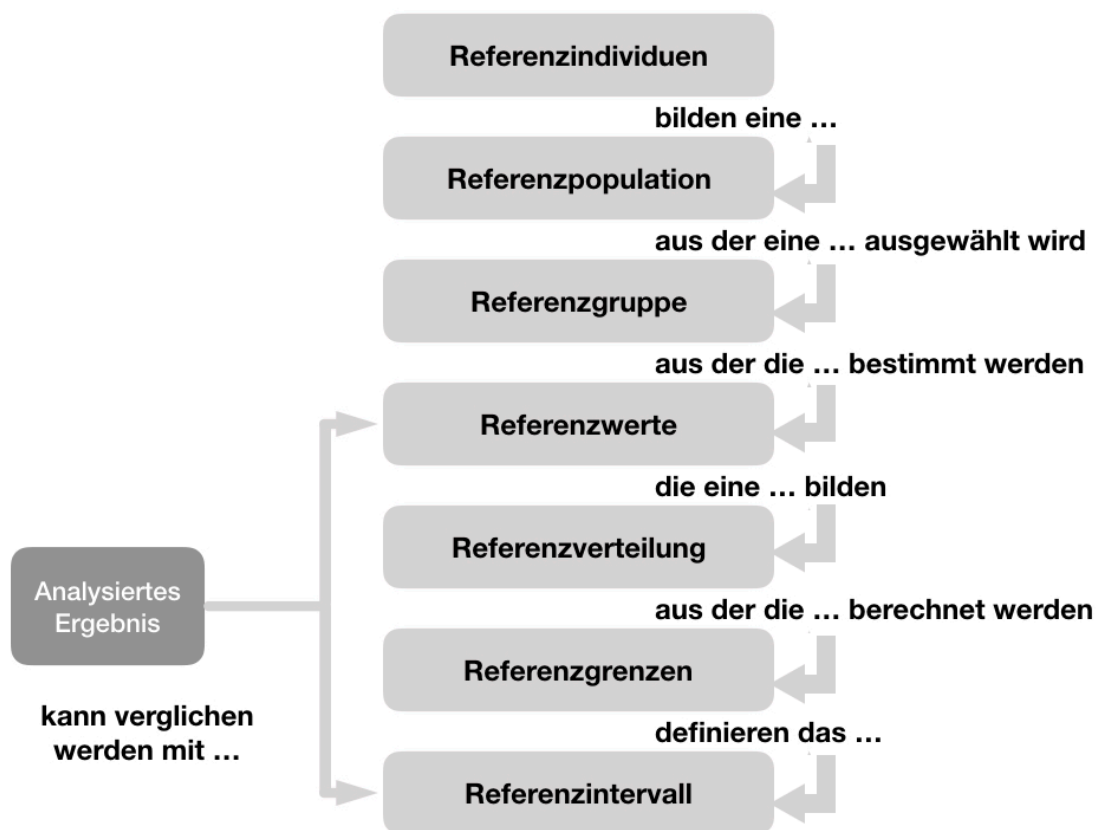 Referenzindividuen
bilden eine …
Referenzpopulation
aus der eine … ausgewählt wird
Referenzgruppe
aus der die … bestimmt werden
Referenzwerte
die eine … bilden
Referenzverteilung
Analysiertes
Ergebnis
aus der die … berechnet werden
Referenzgrenzen
kann verglichen
werden mit …
definieren das …
Referenzintervall